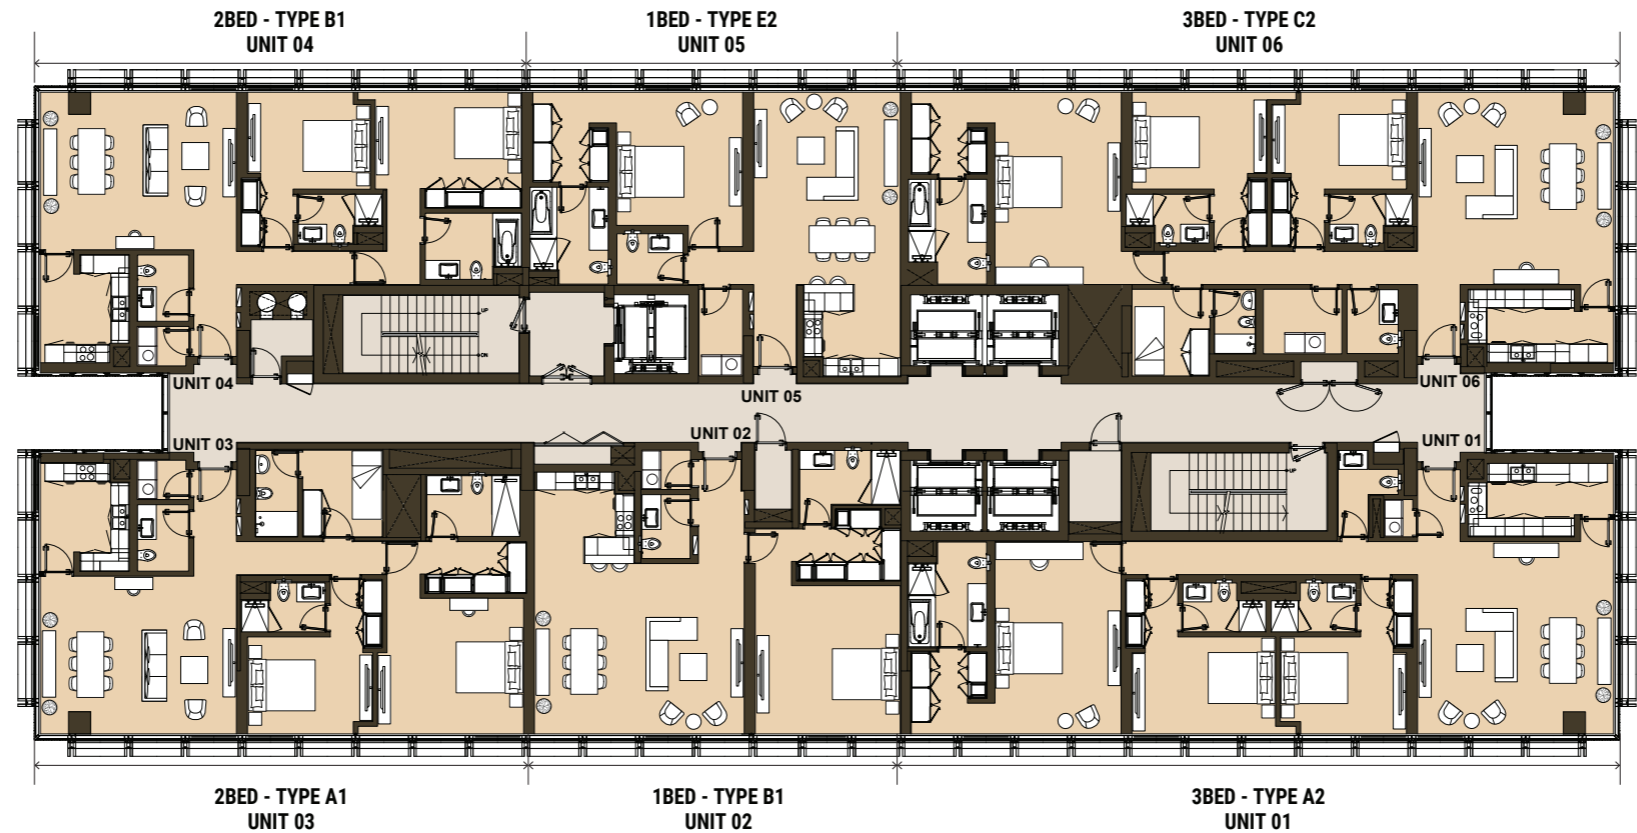 2BED - TYPE B1
UNIT 04
1BED - TYPE E2
UNIT 05
3BED - TYPE C2
UNIT 06
UNIT 04
UNIT 05
UNIT 06
UNIT 03
UNIT 02
UNIT 01
2BED - TYPE A1
UNIT 03
1BED - TYPE B1
UNIT 02
3BED - TYPE A2
UNIT 01